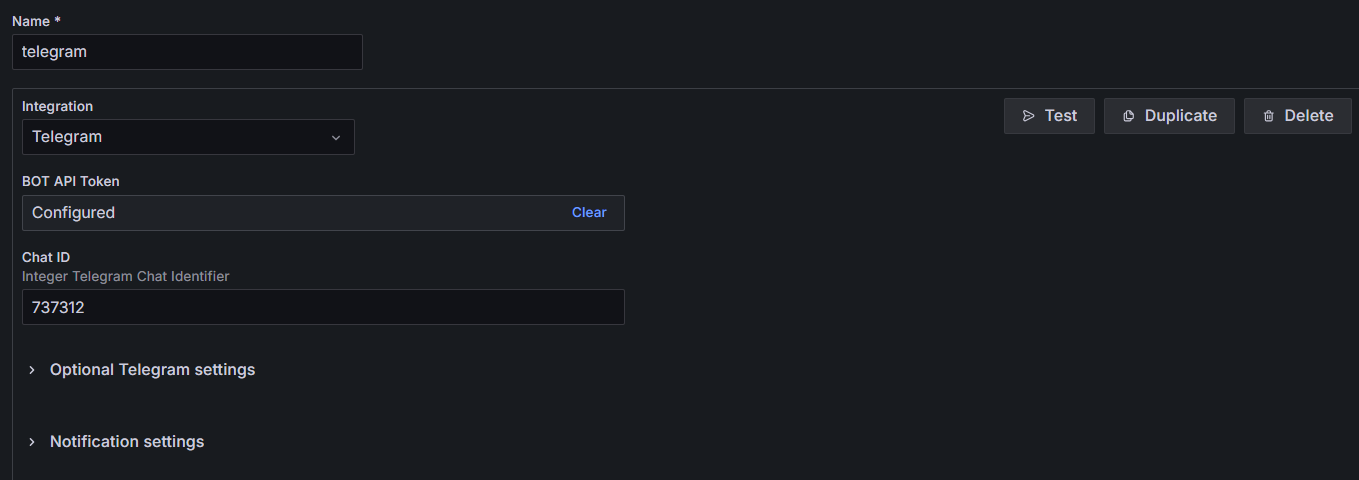 Name *
telegram
Integration
Test
Duplicate
Delete
Telegram
BOT API Token
Configured
Clear
Chat ID
Integer Telegram Chat Identifier
737312
Optional Telegram settings
Notification settings